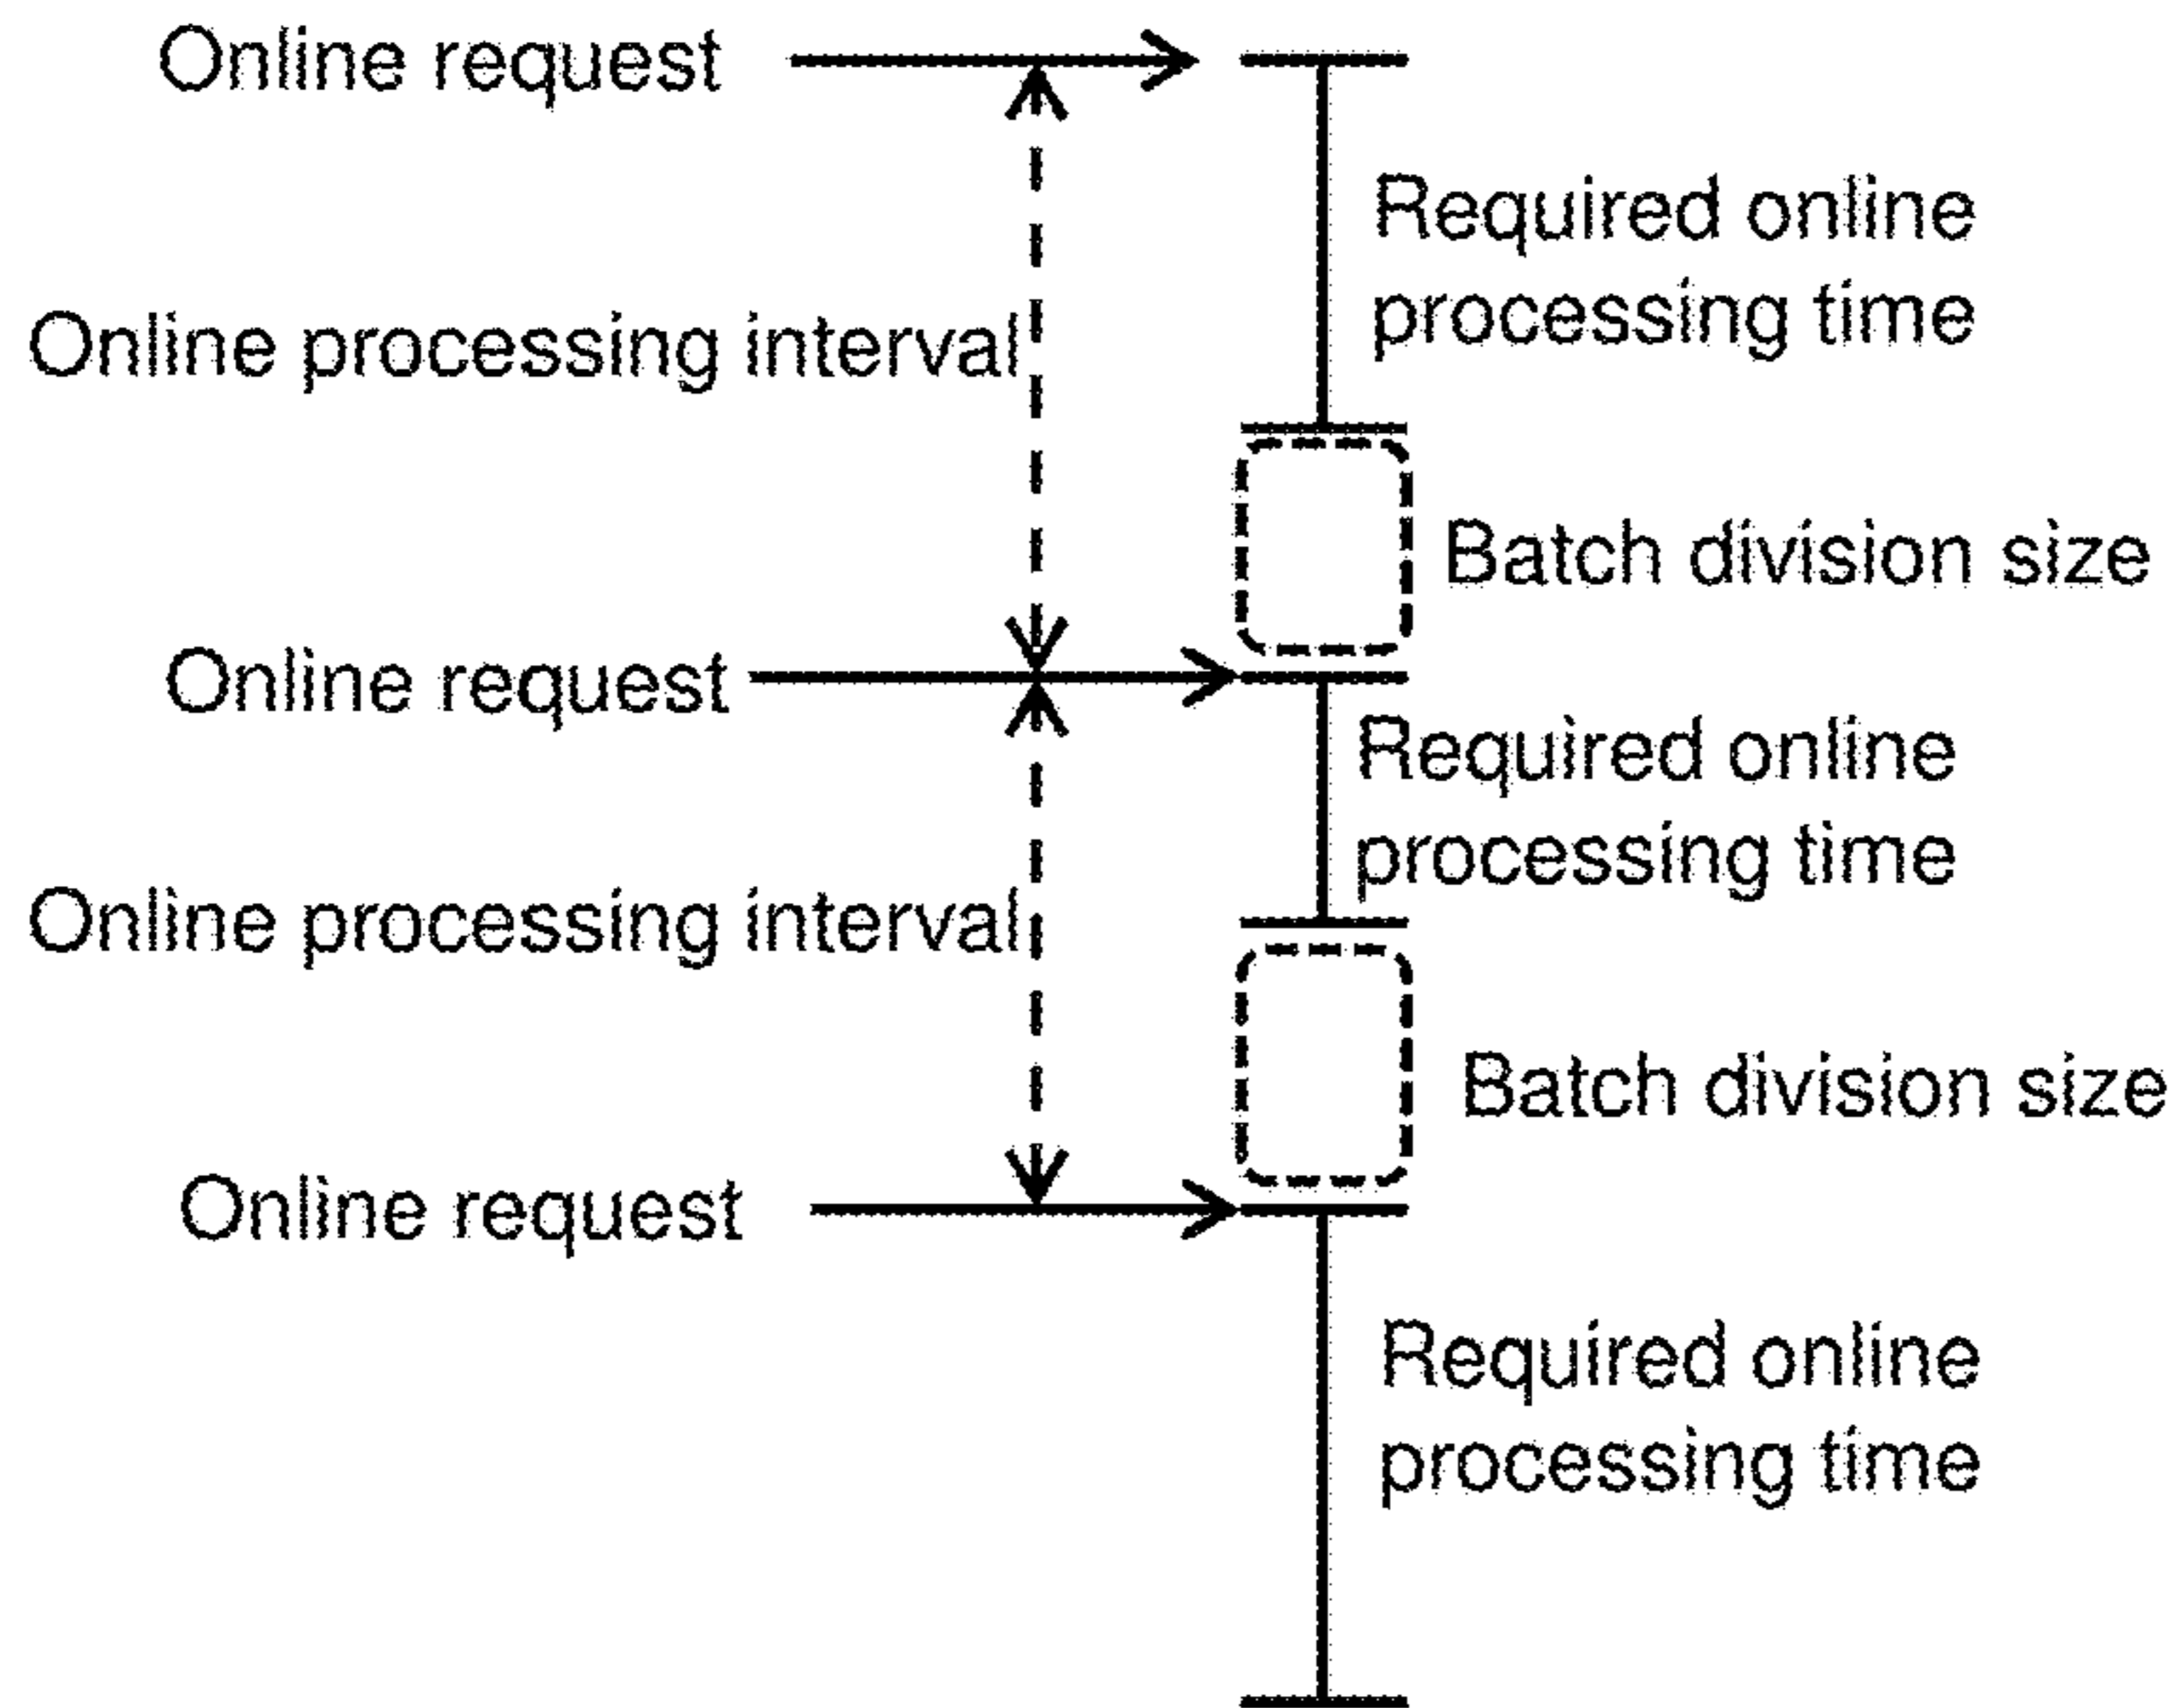 Online request
Required online
processing time
Online processing interval
Batch division size
Online request
Required online
processing time
Online processing interval
Batch division size
Online request
Required online
processing time